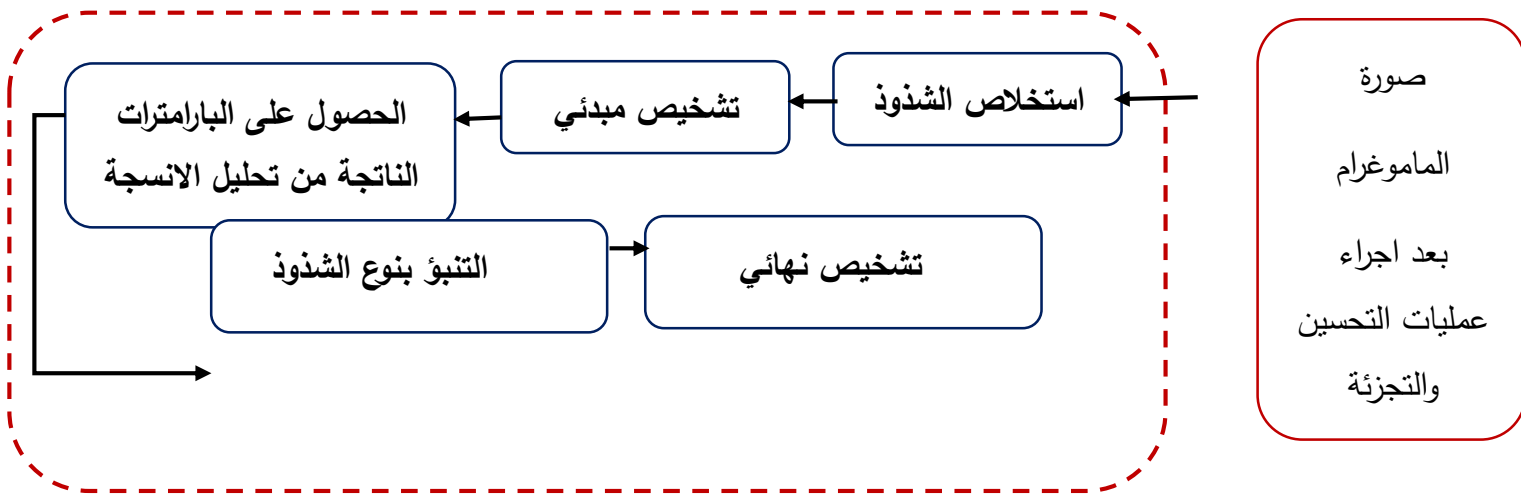 صورة
الماموغرام
بعد اجراء
عمليات التحسين
والتجزئة
استخلاص الشذوذ
تشخيص مبدئي
الحصول على البارامترات
الناتجة من تحليل الانسجة
التنبؤ بنوع الشذوذ
تشخيص نهائي